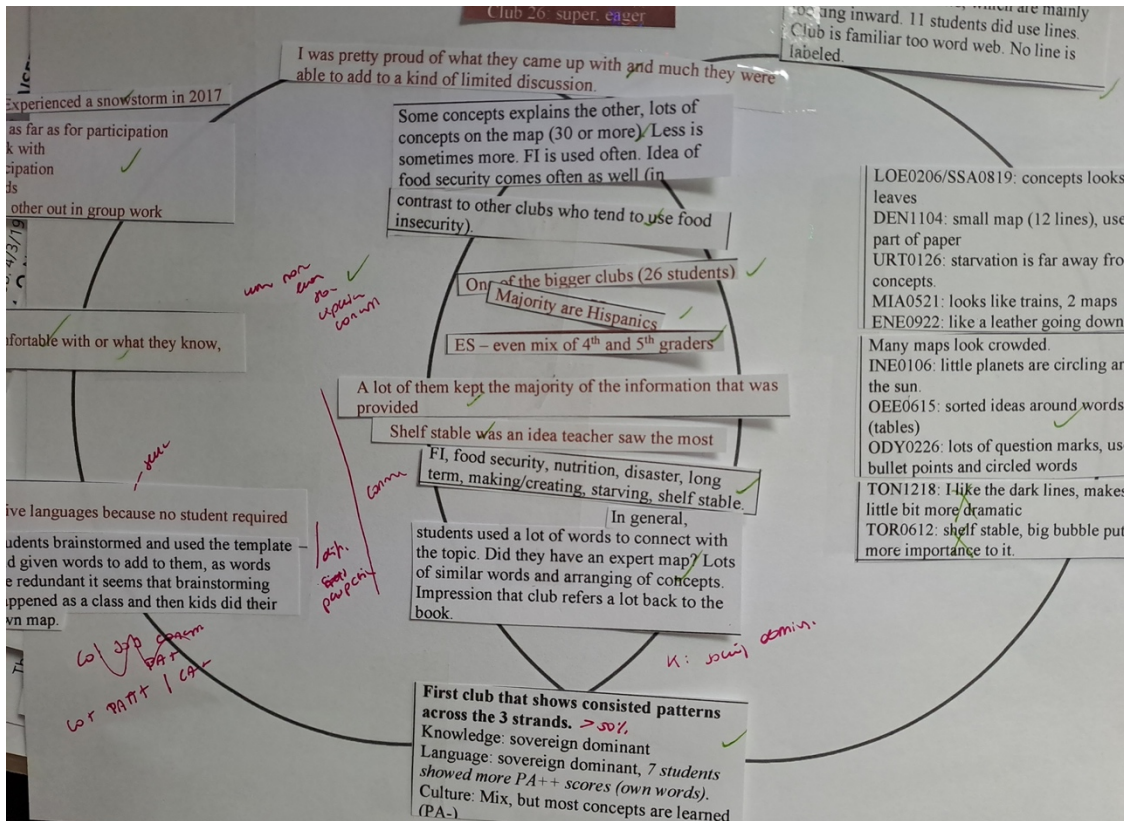 Club 26: super, eager
I was pretty proud of what they came up with and much they were
able to add to a kind of limited discussion.
which are mainly
ing inward. 11 students did use lines.
Club is familiar too word web. No line is
labeled.
Experienced a snowstorm in 2017
as far as for participation
k with
cipation
ds
other out in group work
4/3/19
Some concepts explains the other, lots of
concepts on the map (30 or more) Less is
sometimes more. FI is used often. Idea of
food security comes often as well (in
contrast to other clubs who tend to use food
insecurity).
One of the bigger clubs (26 students)
Majority are Hispanics
ES – even mix of 4th and 5th graders
A lot of them kept the majority of the information that was
provided
Shelf stable was an idea teacher saw the most
FI, food security, nutrition, disaster, long
term, making/creating, starving, shelf stable.
In general,
students used a lot of words to connect with
the topic. Did they have an expert map? Lots
of similar words and arranging of concepts.
Impression that club refers a lot back to the
book.
K:
domin.
First club that shows consisted patterns
across the 3 strands. >50%
Knowledge: sovereign dominant
Language: sovereign dominant, 7 students
showed more PA++ scores (own words).
Culture: Mix, but most concepts are learned
(PA-)
nfortable with or what they know,
ive languages because no student required
udents brainstormed and used the template –
d given words to add to them, as words
e redundant it seems that brainstorming
ppened as a class and then kids did their
wn map.
PA+
LOE0206/SSA0819: concepts looks
leaves
DEN1104: small map (12 lines), use
part of paper
URT0126: starvation is far away fro
concepts.
MIA0521: looks like trains, 2 maps
ENE0922: like a leather going down
Many maps look crowded.
INE0106: little planets are circling ar
the sun.
OEE0615: sorted ideas around words
(tables)
ODY0226: lots of question marks, us
bullet points and circled words
TON1218: I like the dark lines, makes
little bit more dramatic
TOR0612: shelf stable, big bubble put
more importance to it.